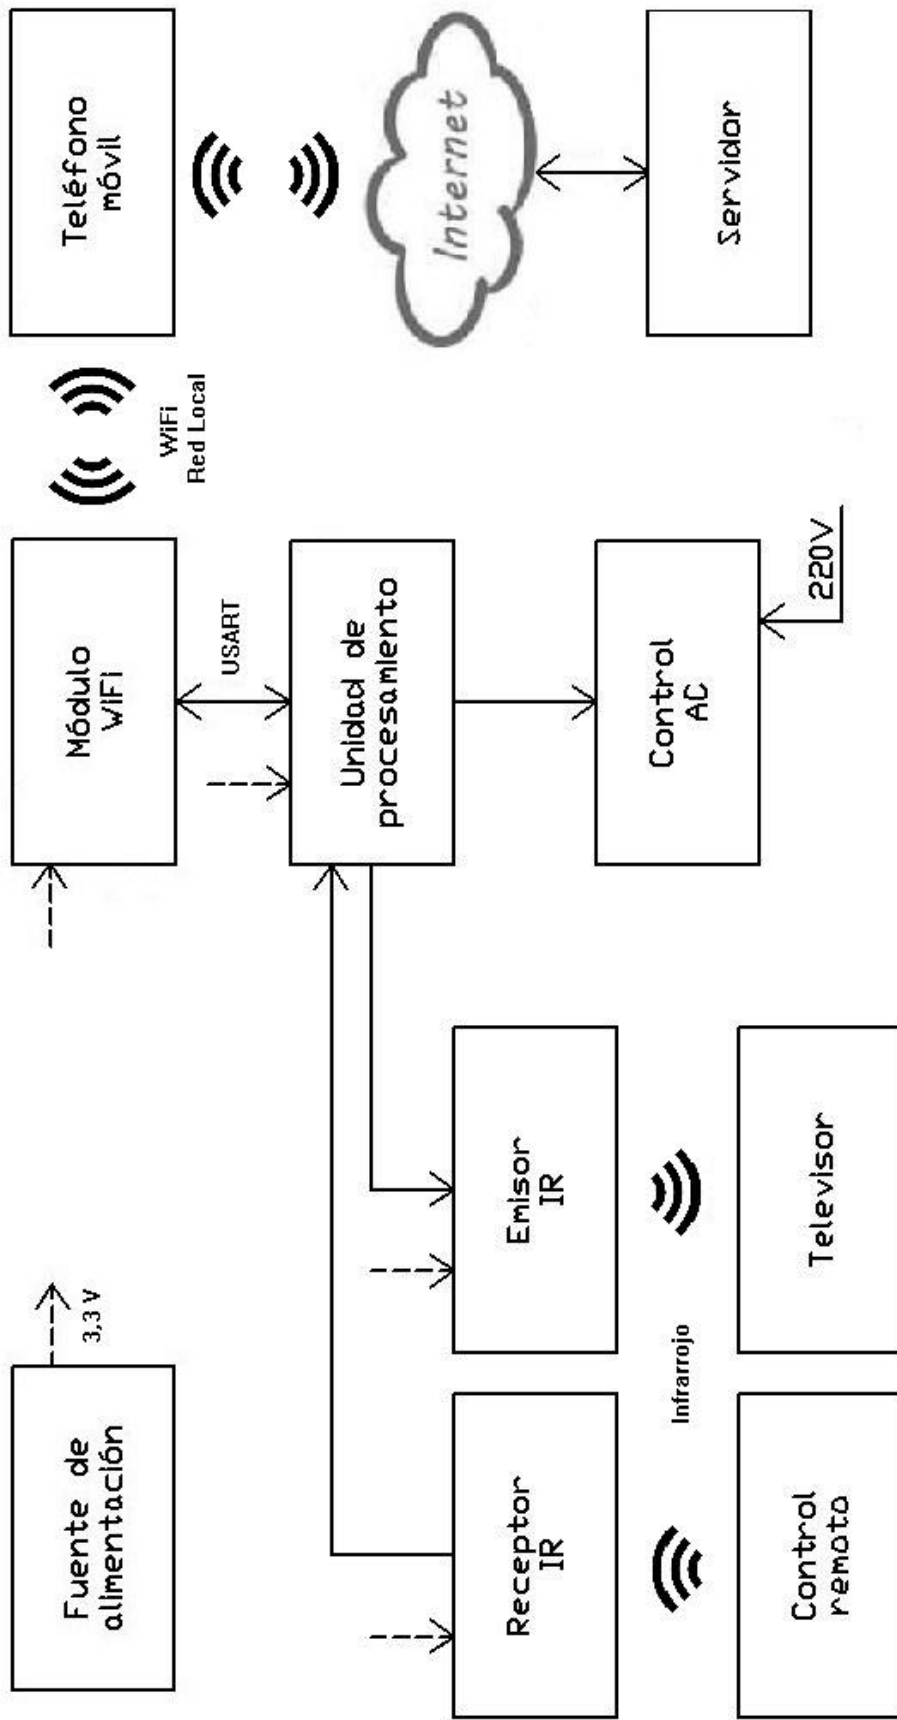 Fuente de
alimentación
3,3 V
Módulo
WiFi
WiFi
Red Local
Teléfono
móvil
USART
Unidad de
procesamiento
Internet
Receptor
IR
Emisor
IR
Control
AC
Servidor
Infrarrojo
220V
Control
remoto
Televisor